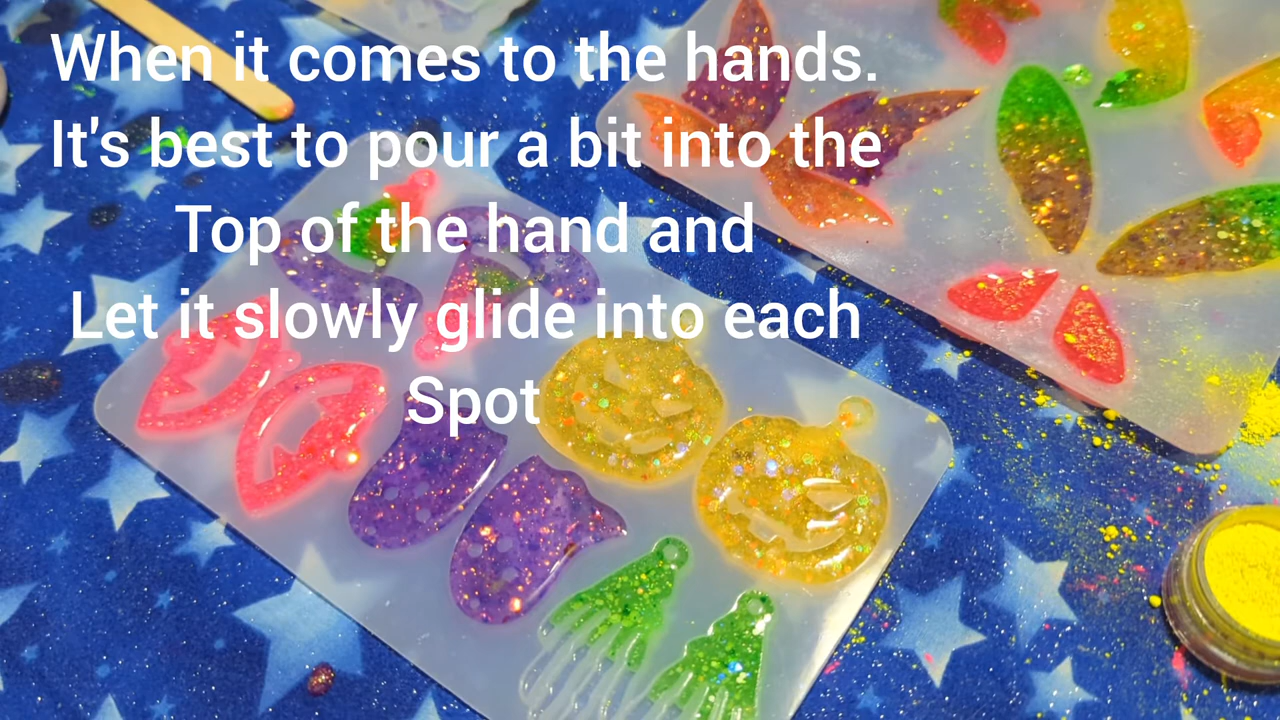 When it comes to the hands.
It's best to pour a bit into the
Top of the hand and
Let it slowly glide into each
Spot